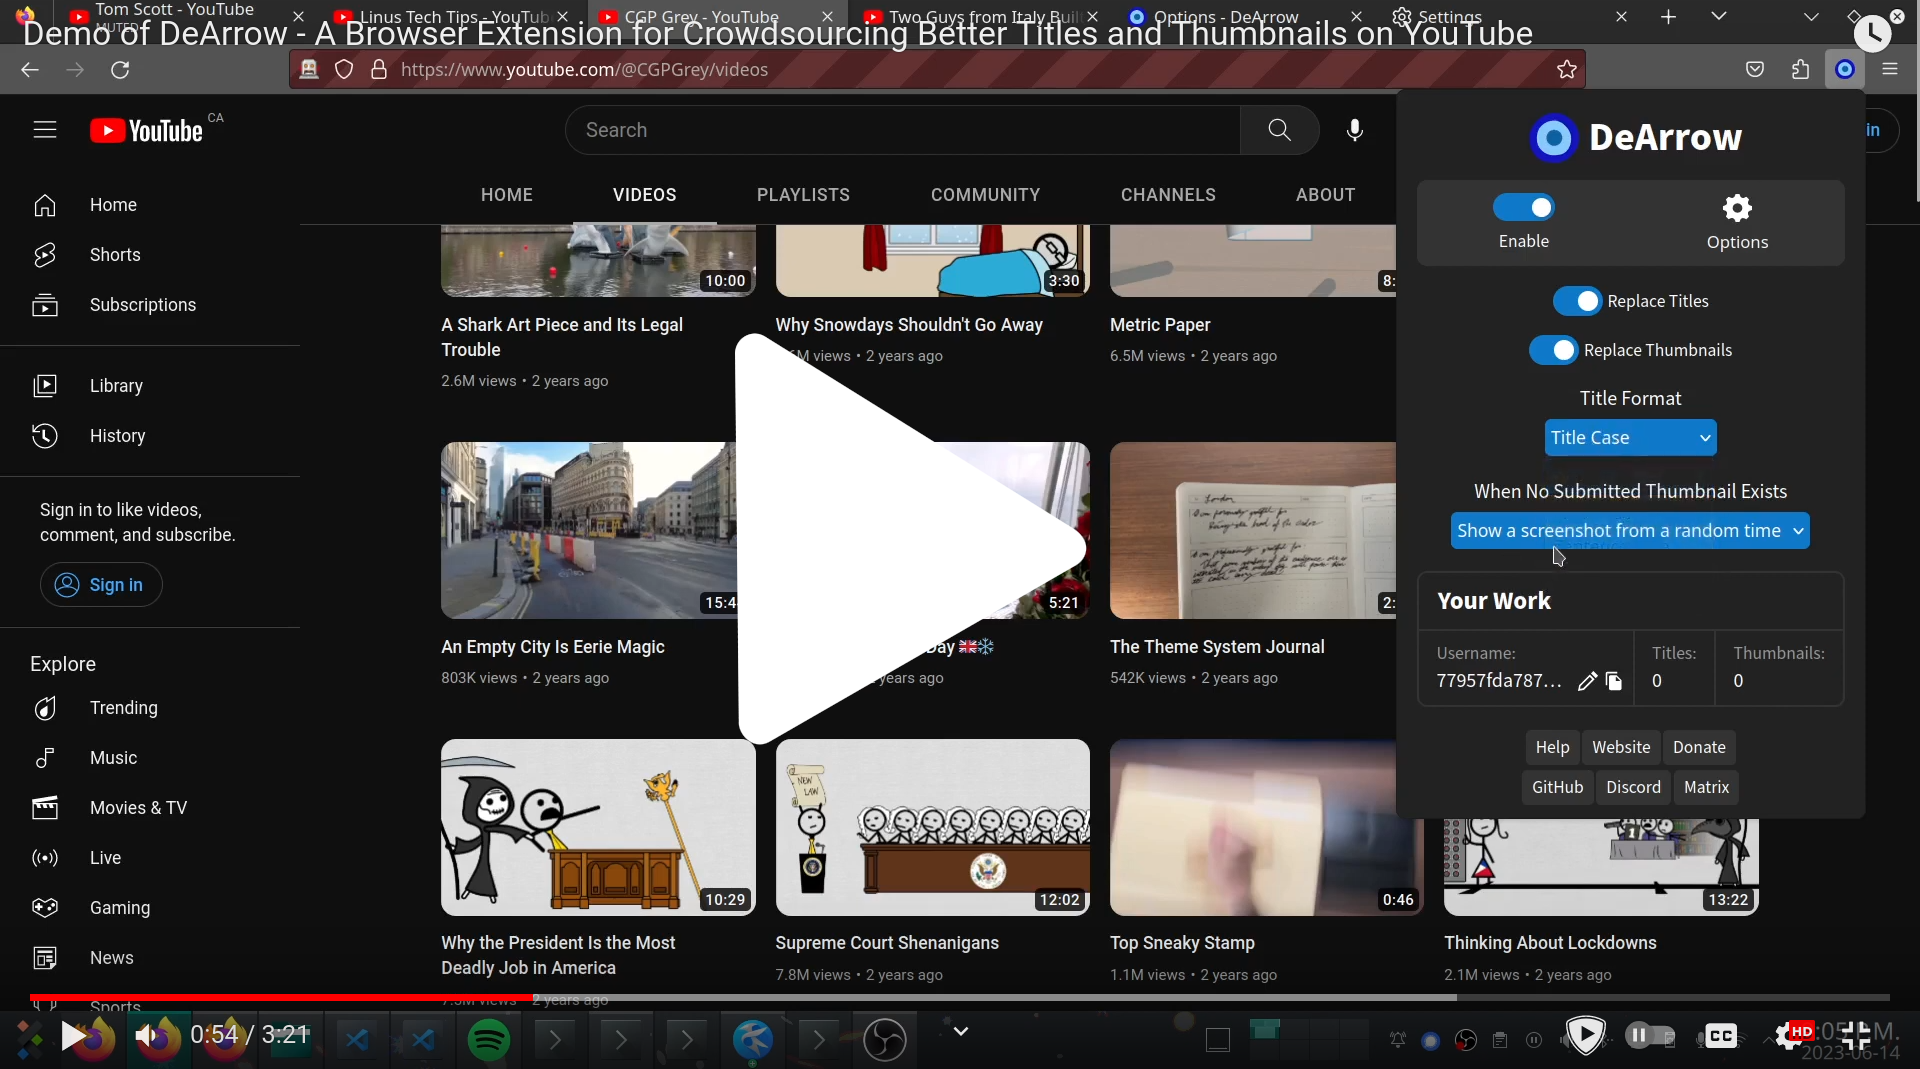 Tom Scott - YouTube
MUTED
Linus Tech Tips - YouTub
CGP Grey - YouTube
Two Guys from Italy Buil
Options - DeArrow
Settings
Demo of DeArrow - A Browser Extension for Crowdsourcing Better Titles and Thumbnails on YouTube
https://www.youtube.com/@CGPGrey/videos
YouTube CA
Search
in
HOME VIDEOS PLAYLISTS COMMUNITY CHANNELS ABOUT
Home
Shorts
Subscriptions
Library
History
Sign in to like videos,
comment, and subscribe.
Sign in
Explore
Trending
Music
Movies & TV
Live
Gaming
News
Sports
10:00
3:30
8:
A Shark Art Piece and Its Legal
Trouble
2.6M views • 2 years ago
Why Snowdays Shouldn't Go Away
M views • 2 years ago
Metric Paper
6.5M views • 2 years ago
15:4
5:21
2:
An Empty City Is Eerie Magic
803K views • 2 years ago
Day 🇬🇧❄️
years ago
The Theme System Journal
542K views • 2 years ago
NEW
LAW
10:29
12:02
0:46
13:22
Why the President Is the Most
Deadly Job in America
7.3M views • 2 years ago
Supreme Court Shenanigans
7.8M views • 2 years ago
Top Sneaky Stamp
1.1M views • 2 years ago
Thinking About Lockdowns
2.1M views • 2 years ago
DeArrow
Enable
Options
Replace Titles
Replace Thumbnails
Title Format
Title Case
When No Submitted Thumbnail Exists
Show a screenshot from a random time
Your Work
Username:
77957fda787...
Titles:
0
Thumbnails:
0
Help Website Donate
GitHub Discord Matrix
0:54 / 3:21
CC
HD
:05 P.M.
2023-06-14